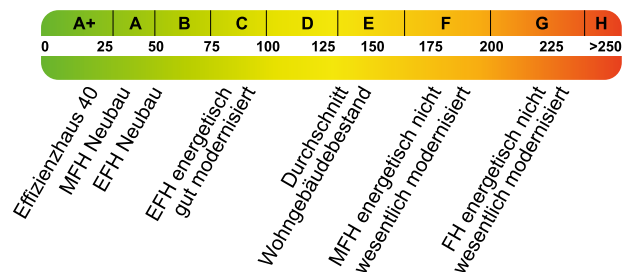 A+ A B C D E F G H
0 25 50 75 100 125 150 175 200 225 >250
Effizienzhaus 40
MFH Neubau
EFH Neubau
EFH energetisch
gut modernisiert
Durchschnitt
Wohngebäudebestand
MFH energetisch nicht
wesentlich modernisiert
FH energetisch nicht
wesentlich modernisiert